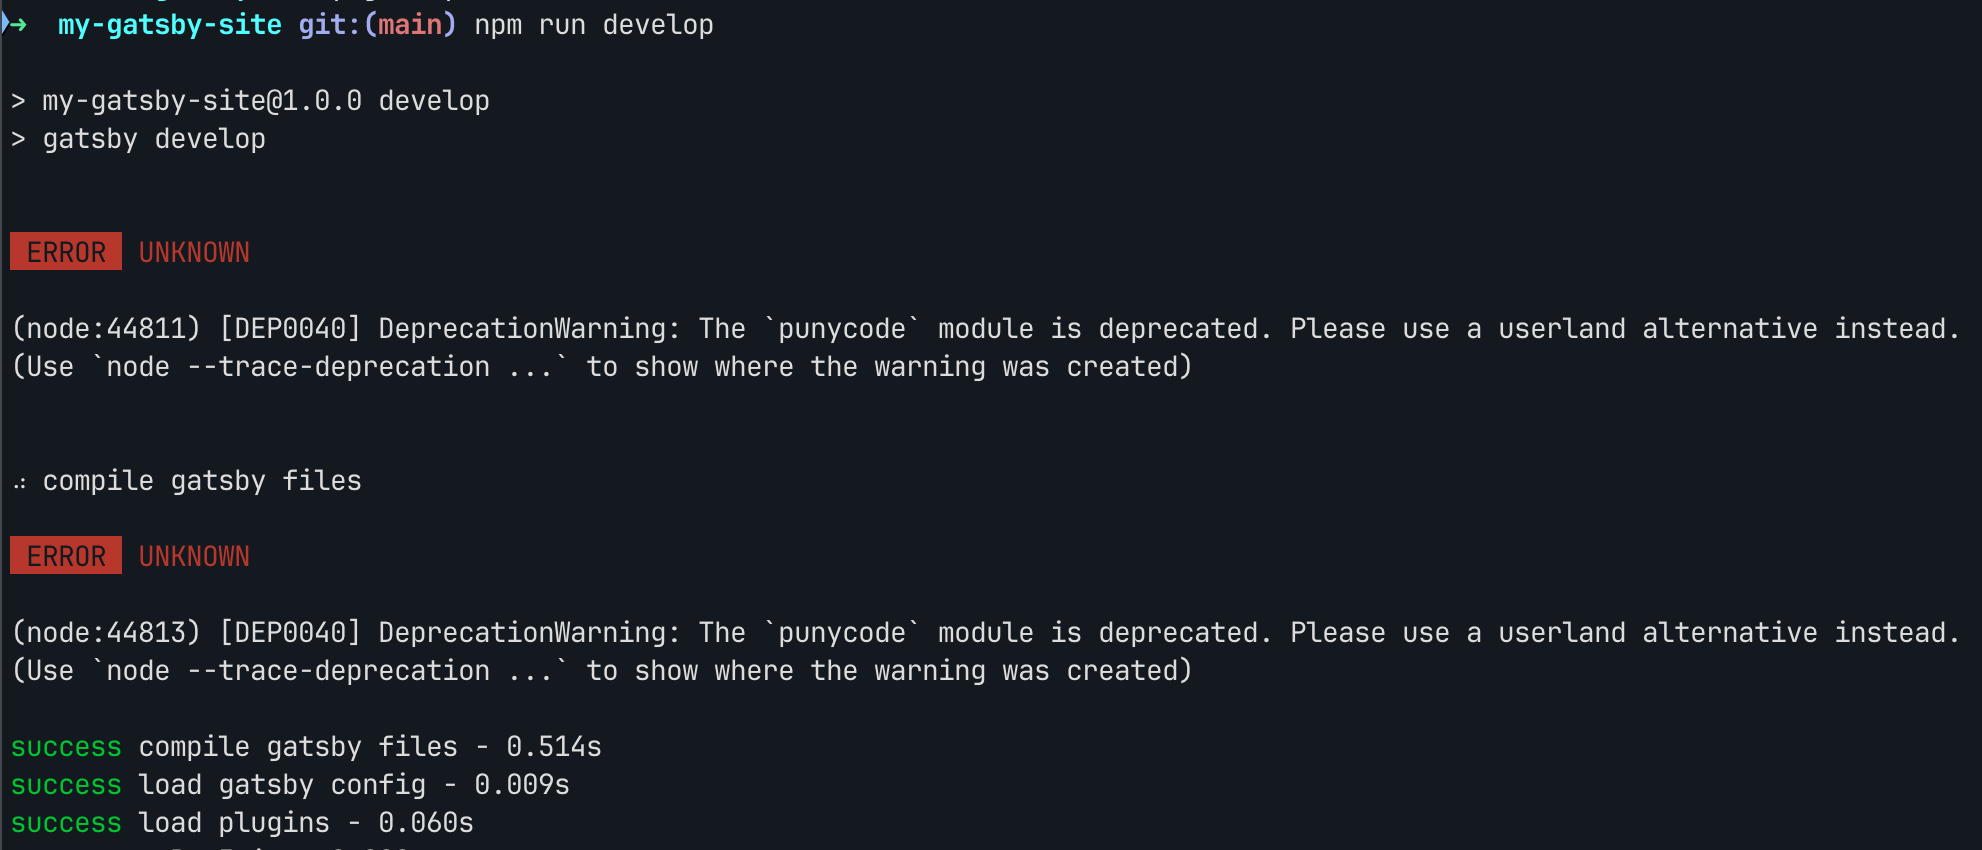 ➜  my-gatsby-site git:(main) npm run develop
> my-gatsby-site@1.0.0 develop
> gatsby develop
ERROR UNKNOWN
(node:44811) [DEP0040] DeprecationWarning: The `punycode` module is deprecated. Please use a userland alternative instead.
(Use `node --trace-deprecation ...` to show where the warning was created)
⠴ compile gatsby files
ERROR UNKNOWN
(node:44813) [DEP0040] DeprecationWarning: The `punycode` module is deprecated. Please use a userland alternative instead.
(Use `node --trace-deprecation ...` to show where the warning was created)
success compile gatsby files - 0.514s
success load gatsby config - 0.009s
success load plugins - 0.060s